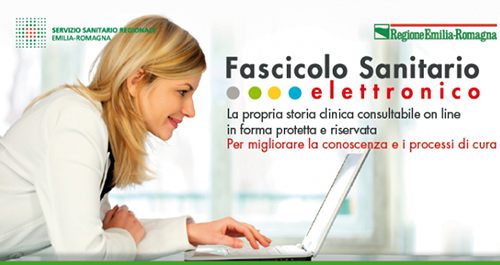 SERVIZIO SANITARIO REGIONALE
EMILIA-ROMAGNA
RegioneEmilia-Romagna
Fascicolo Sanitario
elettronico
La propria storia clinica consultabile on line
in forma protetta e riservata
Per migliorare la conoscenza e i processi di cura